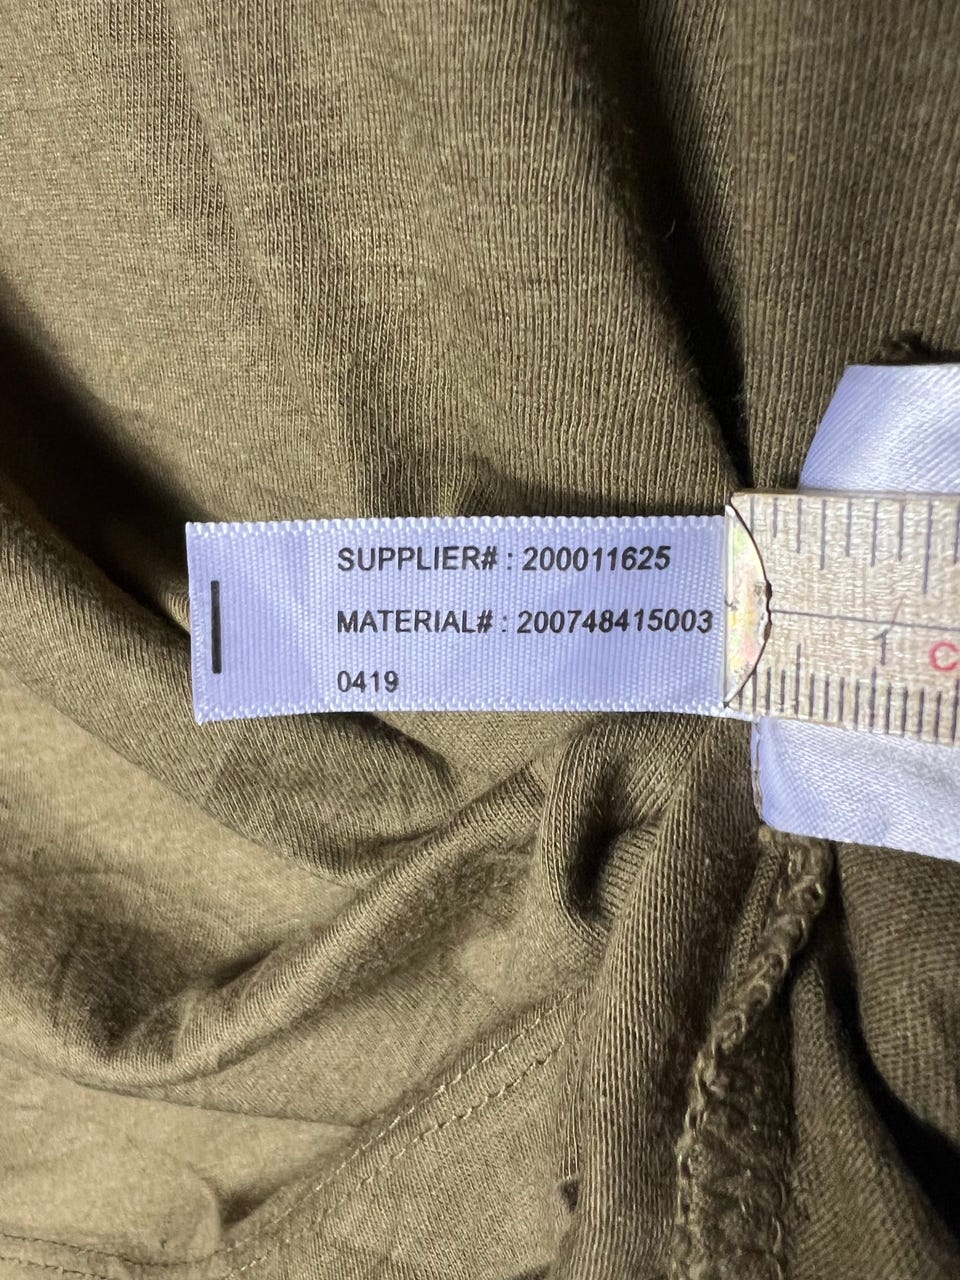 SUPPLIER# : 200011625
MATERIAL# : 200748415003
0419
1
C